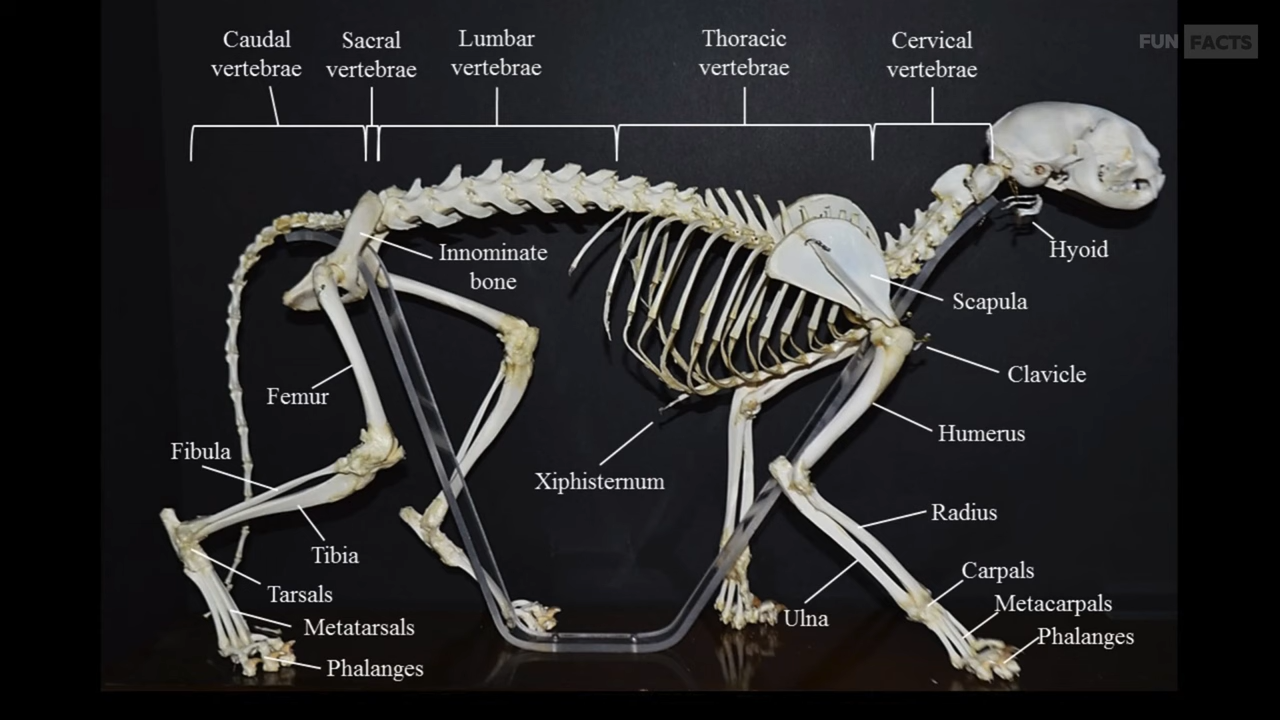 Caudal
vertebrae
Sacral
vertebrae
Lumbar
vertebrae
Thoracic
vertebrae
Cervical
vertebrae
FUN FACTS
Innominate
bone
Hyoid
Scapula
Clavicle
Femur
Humerus
Fibula
Xiphisternum
Radius
Tibia
Carpals
Tarsals
Metacarpals
Ulna
Metatarsals
Phalanges
Phalanges